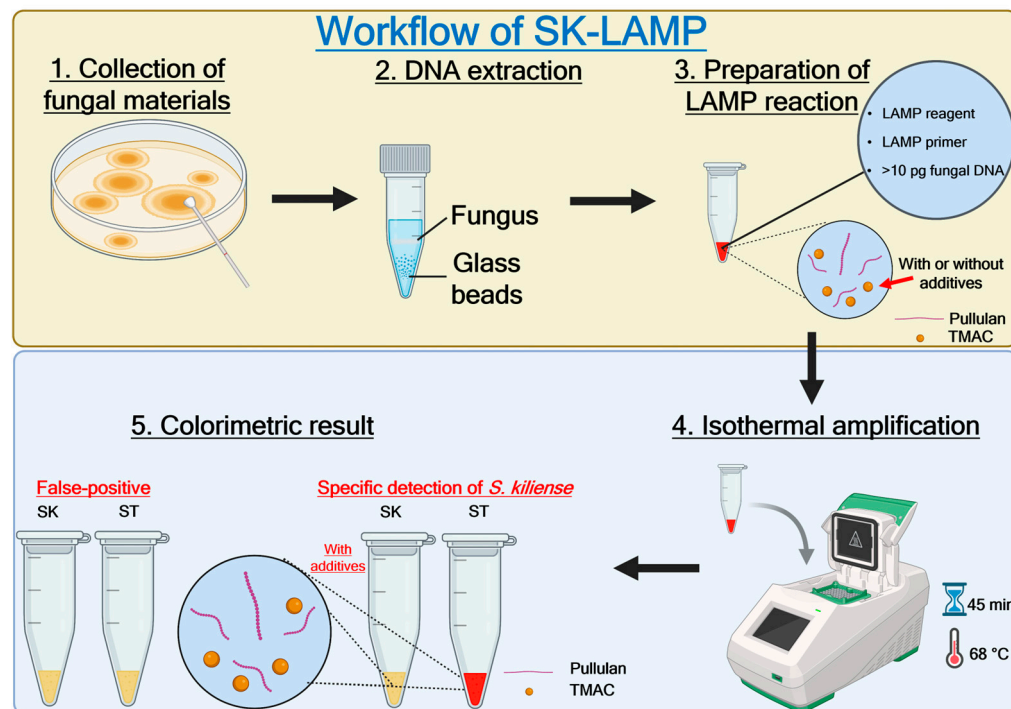 Workflow of SK-LAMP
1. Collection of
fungal materials
2. DNA extraction
Fungus
Glass
beads
3. Preparation of
LAMP reaction
• LAMP reagent
• LAMP primer
• >10 pg fungal DNA
With or without
additives
Pullulan
TMAC
4. Isothermal amplification
45 min
68 °C
5. Colorimetric result
False-positive
SK ST
Specific detection of S. kiliense
SK ST
With
additives
Pullulan
TMAC